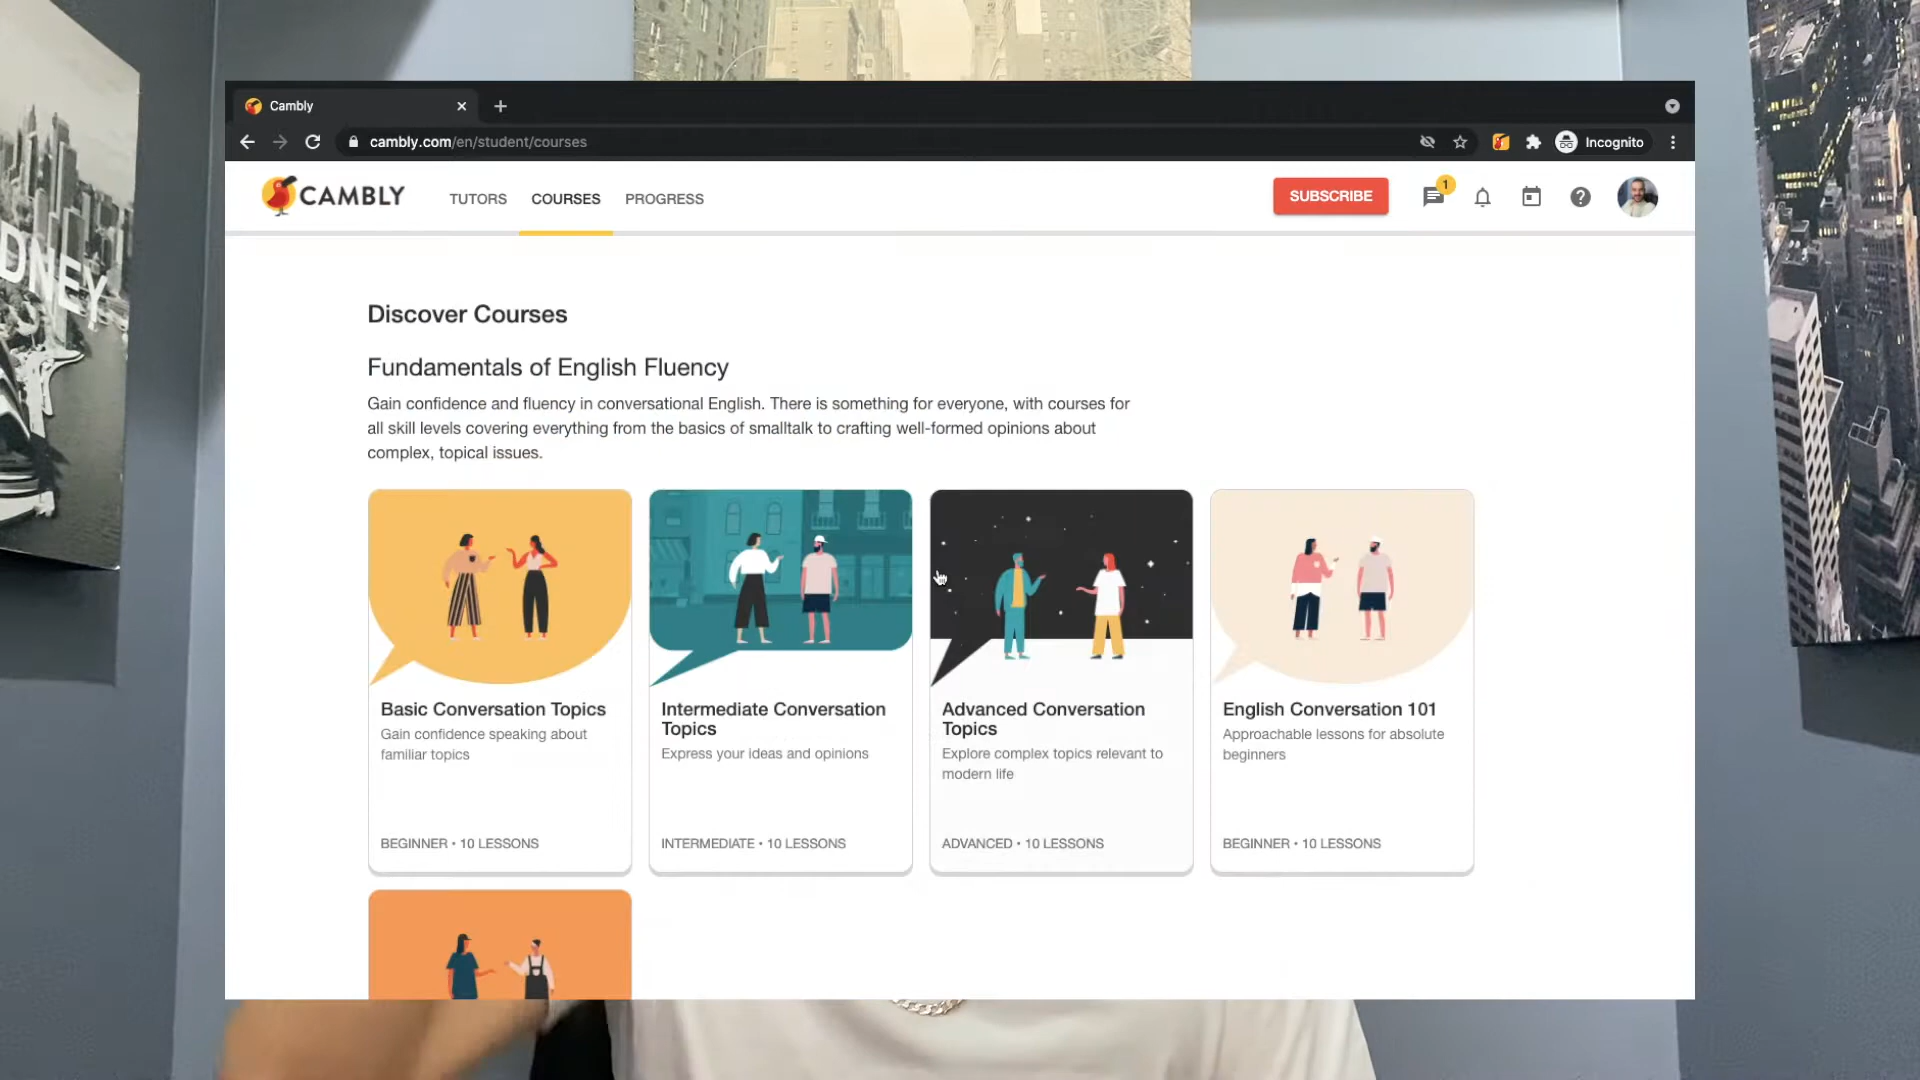 Cambly
cambly.com/en/student/courses
Incognito
CAMBLY
TUTORS
COURSES
PROGRESS
SUBSCRIBE
1
DNEY
Discover Courses
Fundamentals of English Fluency
Gain confidence and fluency in conversational English. There is something for everyone, with courses for
all skill levels covering everything from the basics of smalltalk to crafting well-formed opinions about
complex, topical issues.
Basic Conversation Topics
Gain confidence speaking about
familiar topics
BEGINNER • 10 LESSONS
Intermediate Conversation
Topics
Express your ideas and opinions
INTERMEDIATE • 10 LESSONS
Advanced Conversation
Topics
Explore complex topics relevant to
modern life
ADVANCED • 10 LESSONS
English Conversation 101
Approachable lessons for absolute
beginners
BEGINNER • 10 LESSONS